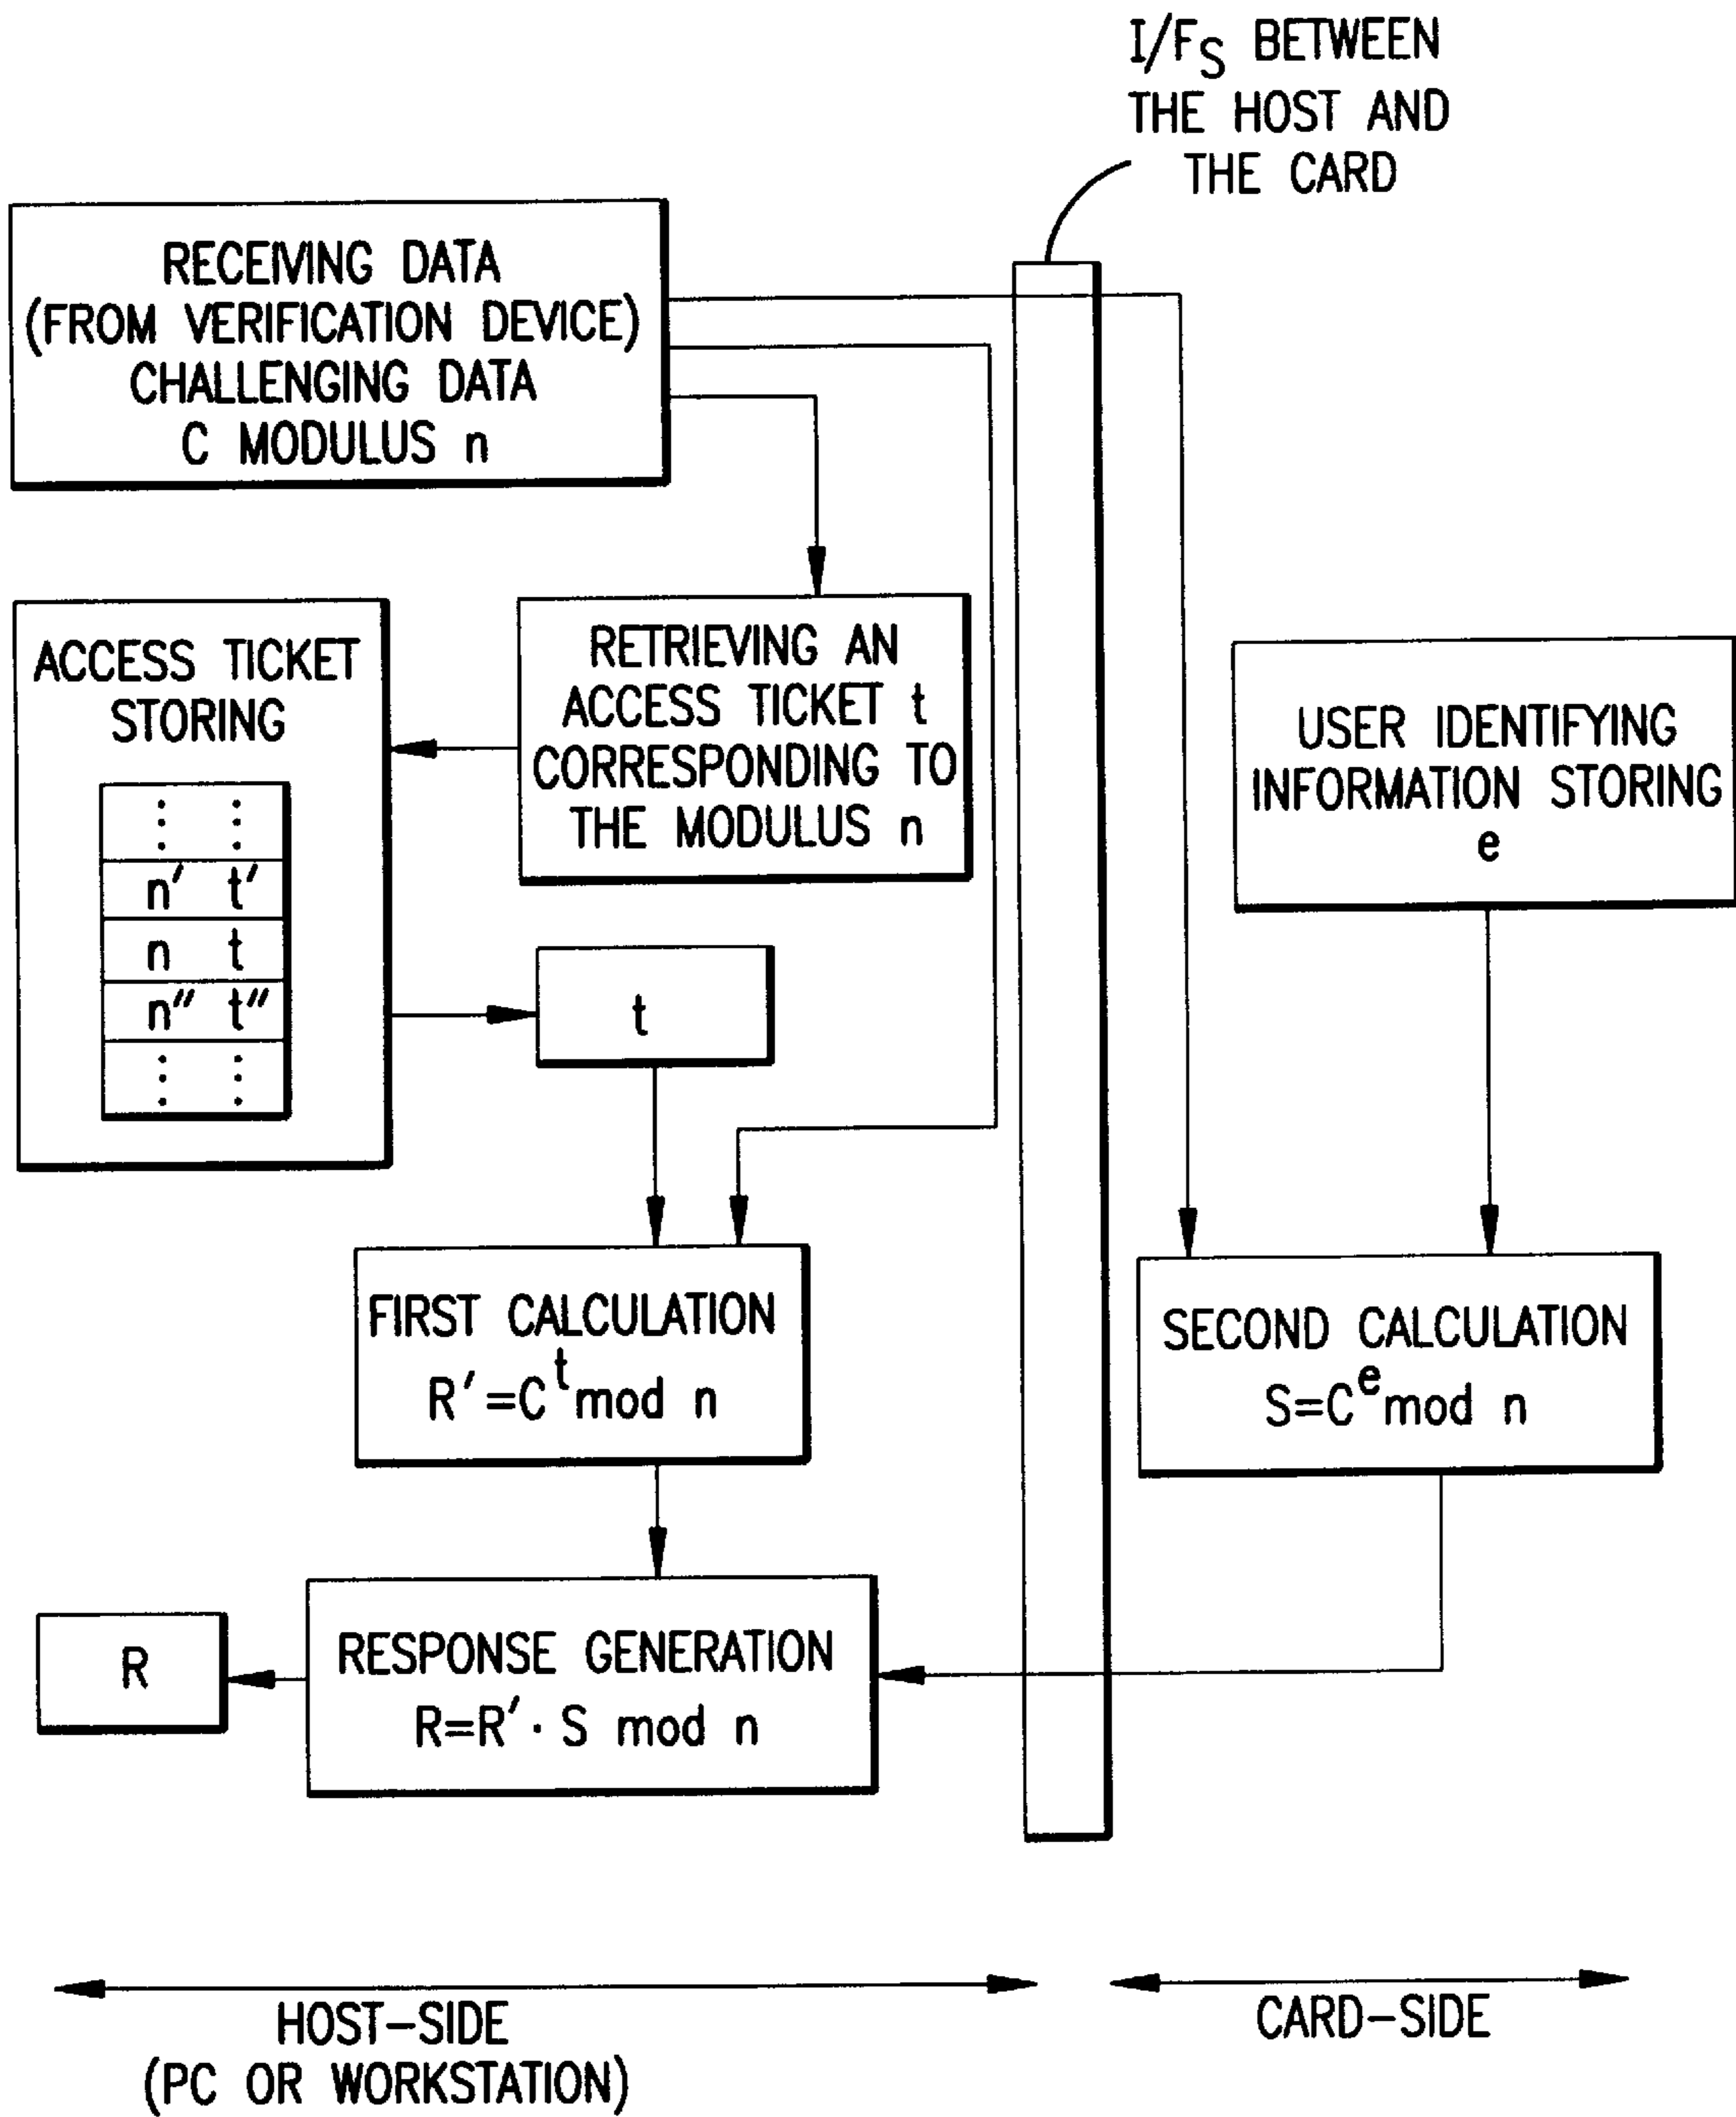 I/FS BETWEEN
THE HOST AND
THE CARD
RECEIVING DATA
(FROM VERIFICATION DEVICE)
CHALLENGING DATA
C MODULUS n
ACCESS TICKET
STORING
n′ t′
n t
n″ t″
RETRIEVING AN
ACCESS TICKET t
CORRESPONDING TO
THE MODULUS n
USER IDENTIFYING
INFORMATION STORING
e
t
FIRST CALCULATION
R′=C^t mod n
SECOND CALCULATION
S=C^e mod n
RESPONSE GENERATION
R=R′· S mod n
R
HOST-SIDE
(PC OR WORKSTATION)
CARD-SIDE